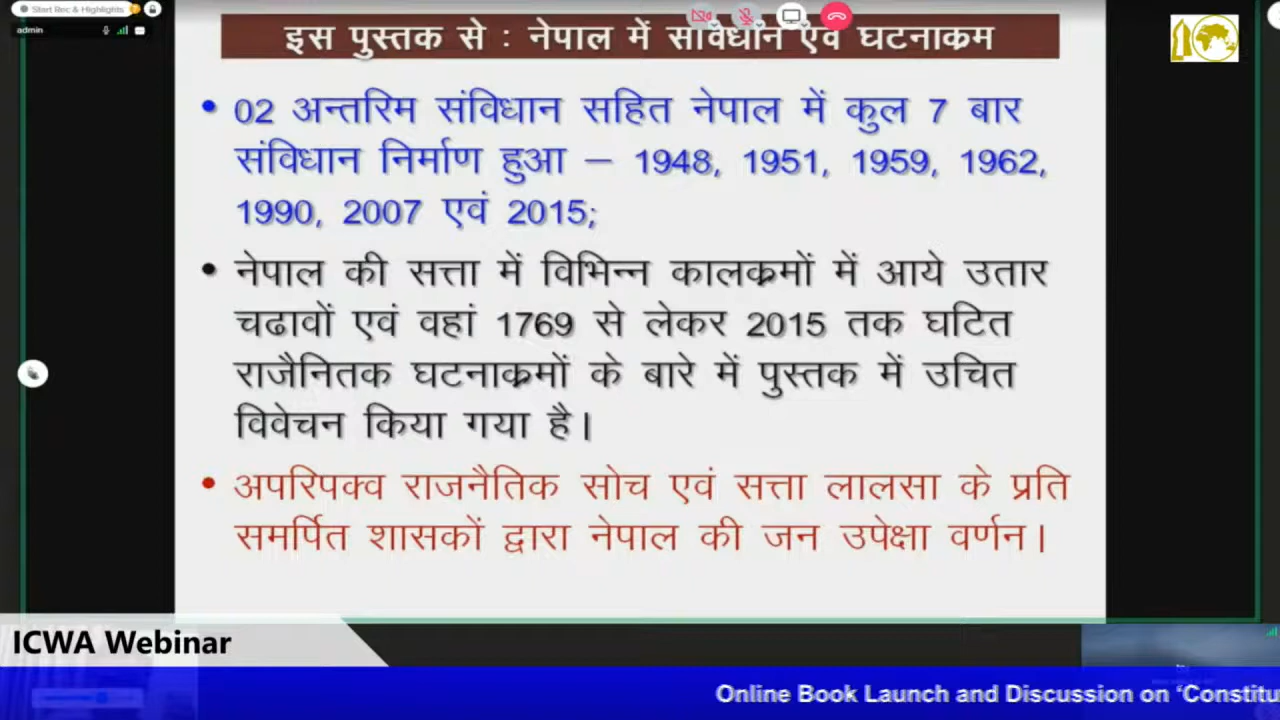 Start Rec & Highlights
admin
इस पुस्तक से : नेपाल में संविधान एवं घटनाक्रम
• 02 अन्तरिम संविधान सहित नेपाल में कुल 7 बार
संविधान निर्माण हुआ – 1948, 1951, 1959, 1962,
1990, 2007 एवं 2015;
• नेपाल की सत्ता में विभिन्न कालक्रमों में आये उतार
चढावों एवं वहां 1769 से लेकर 2015 तक घटित
राजैनितक घटनाक्रमों के बारे में पुस्तक में उचित
विवेचन किया गया है।
• अपरिपक्व राजनैतिक सोच एवं सत्ता लालसा के प्रति
समर्पित शासकों द्वारा नेपाल की जन उपेक्षा वर्णन।
ICWA Webinar
Online Book Launch and Discussion on ‘Constitu